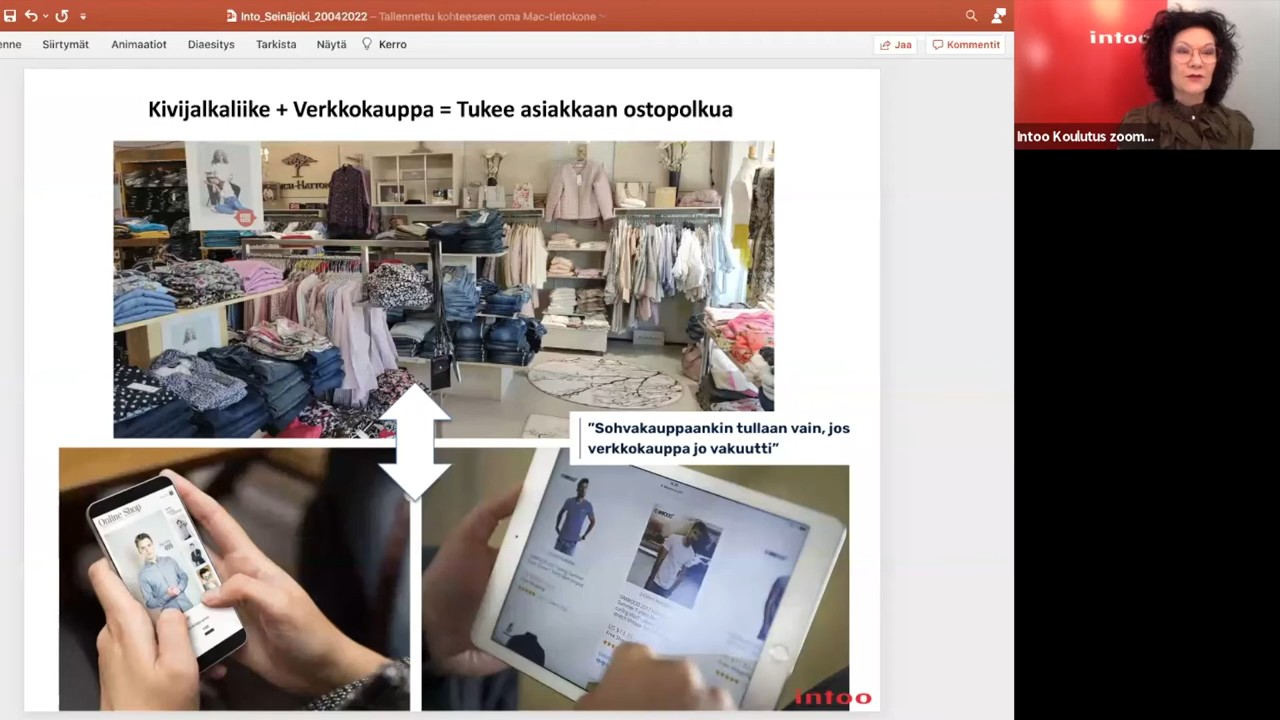 Into_Seinäjoki_20042022 – Tallennettu kohteeseen oma Mac-tietokone
enne Siirtymät Animaatiot Diaesitys Tarkista Näytä Kerro Jaa Kommentit
intoo
Intoo Koulutus zoom...
Kivijalkaliike + Verkkokauppa = Tukee asiakkaan ostopolkua
”Sohvakauppaankin tullaan vain, jos
verkkokauppa jo vakuutti”
Online Shop
intoo